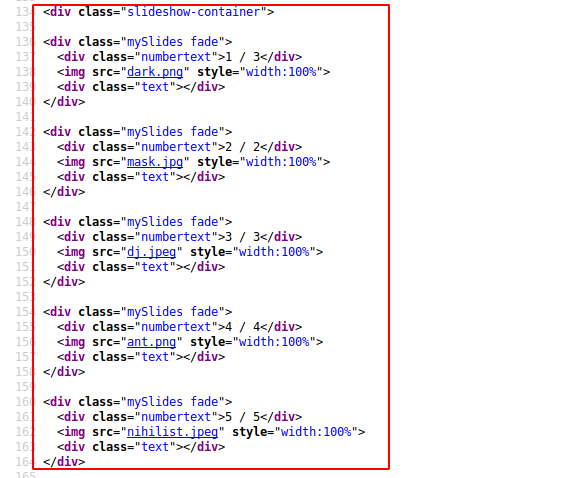 134 <div class="slideshow-container">
135
136 <div class="mySlides fade">
137   <div class="numbertext">1 / 3</div>
138   <img src="dark.png" style="width:100%">
139   <div class="text"></div>
140 </div>
141
142 <div class="mySlides fade">
143   <div class="numbertext">2 / 2</div>
144   <img src="mask.jpg" style="width:100%">
145   <div class="text"></div>
146 </div>
147
148 <div class="mySlides fade">
149   <div class="numbertext">3 / 3</div>
150   <img src="dj.jpeg" style="width:100%">
151   <div class="text"></div>
152 </div>
153
154 <div class="mySlides fade">
155   <div class="numbertext">4 / 4</div>
156   <img src="ant.png" style="width:100%">
157   <div class="text"></div>
158 </div>
159
160 <div class="mySlides fade">
161   <div class="numbertext">5 / 5</div>
162   <img src="nihilist.jpeg" style="width:100%">
163   <div class="text"></div>
164 </div>
165